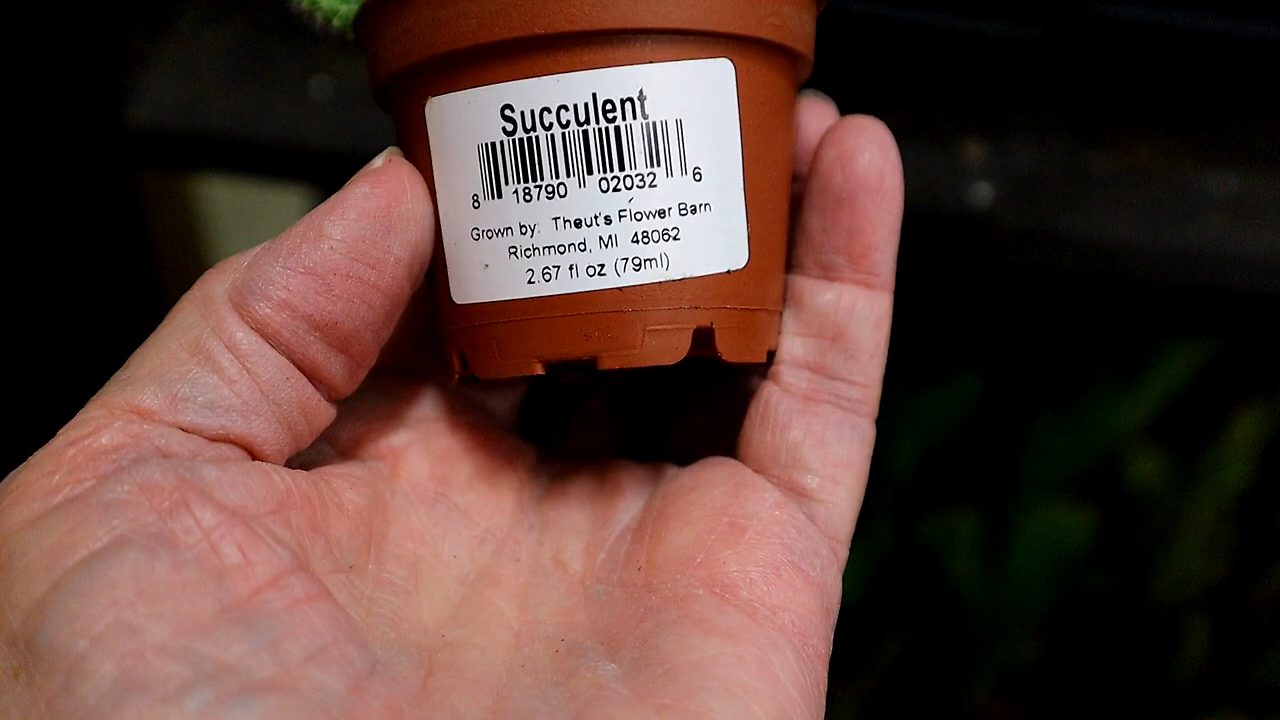 Succulent
8 18790 02032 6
Grown by: Theut's Flower Barn
Richmond, MI 48062
2.67 fl oz (79ml)